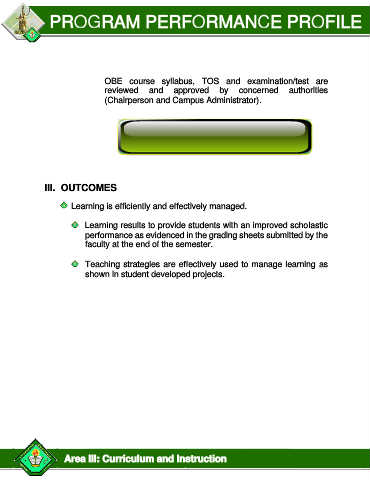 PROGRAM PERFORMANCE PROFILE
OBE course syllabus, TOS and examination/test are
reviewed and approved by concerned authorities
(Chairperson and Campus Administrator).
III. OUTCOMES
Learning is efficiently and effectively managed.
Learning results to provide students with an improved scholastic
performance as evidenced in the grading sheets submitted by the
faculty at the end of the semester.
Teaching strategies are effectively used to manage learning as
shown in student developed projects.
Area III: Curriculum and Instruction